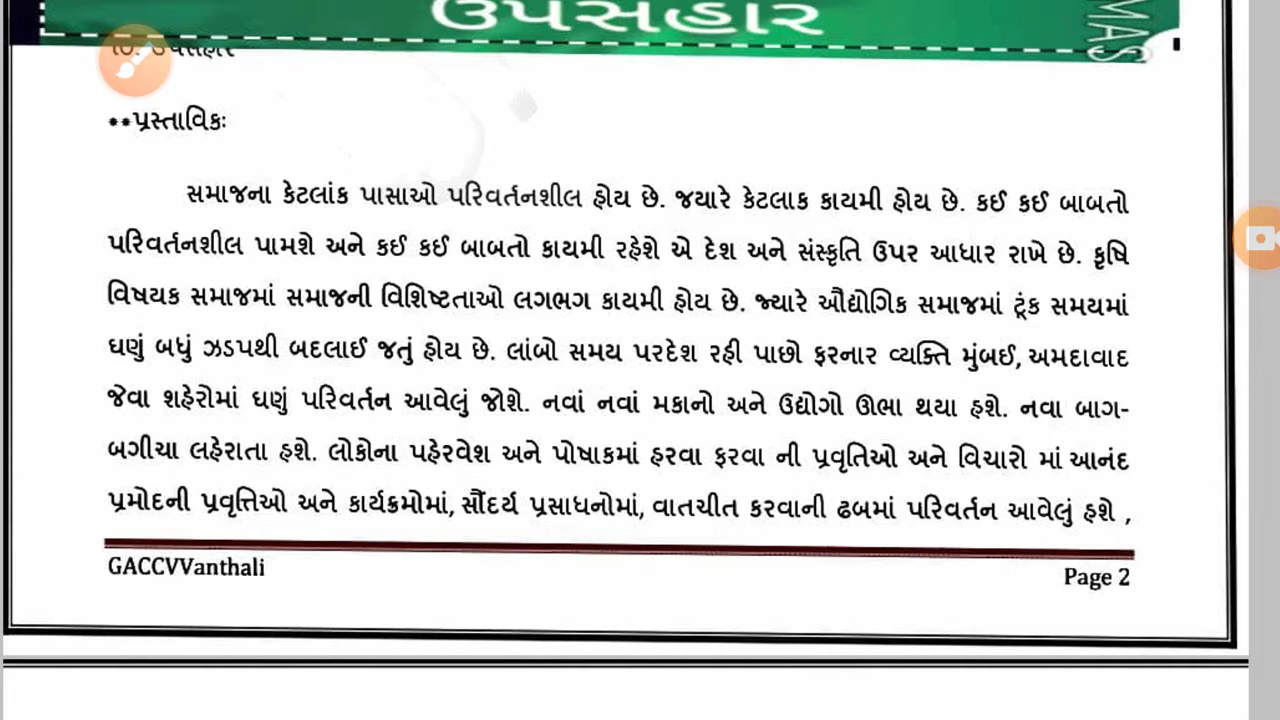 ઉપસંહાર
MAS
ઉપસંહાર
**પ્રસ્તાવિકઃ
સમાજના કેટલાંક પાસાઓ પરિવર્તનશીલ હોય છે. જયારે કેટલાક કાયમી હોય છે. કઈ કઈ બાબતો
પરિવર્તનશીલ પામશે અને કઈ કઈ બાબતો કાયમી રહેશે એ દેશ અને સંસ્કૃતિ ઉપર આધાર રાખે છે. કૃષિ
વિષયક સમાજમાં સમાજની વિશિષ્ટતાઓ લગભગ કાયમી હોય છે. જ્યારે ઔદ્યોગિક સમાજમાં ટૂંક સમયમાં
ઘણું બધું ઝડપથી બદલાઈ જતું હોય છે. લાંબો સમય પરદેશ રહી પાછો ફરનાર વ્યક્તિ મુંબઈ, અમદાવાદ
જેવા શહેરોમાં ઘણું પરિવર્તન આવેલું જોશે. નવાં નવાં મકાનો અને ઉદ્યોગો ઊભા થયા હશે. નવા બાગ-
બગીચા લહેરાતા હશે. લોકોના પહેરવેશ અને પોષાકમાં હરવા ફરવા ની પ્રવૃતિઓ અને વિચારો માં આનંદ
પ્રમોદની પ્રવૃત્તિઓ અને કાર્યક્રમોમાં, સૌંદર્ય પ્રસાધનોમાં, વાતચીત કરવાની ઢબમાં પરિવર્તન આવેલું હશે ,
GACCVVanthali
Page 2